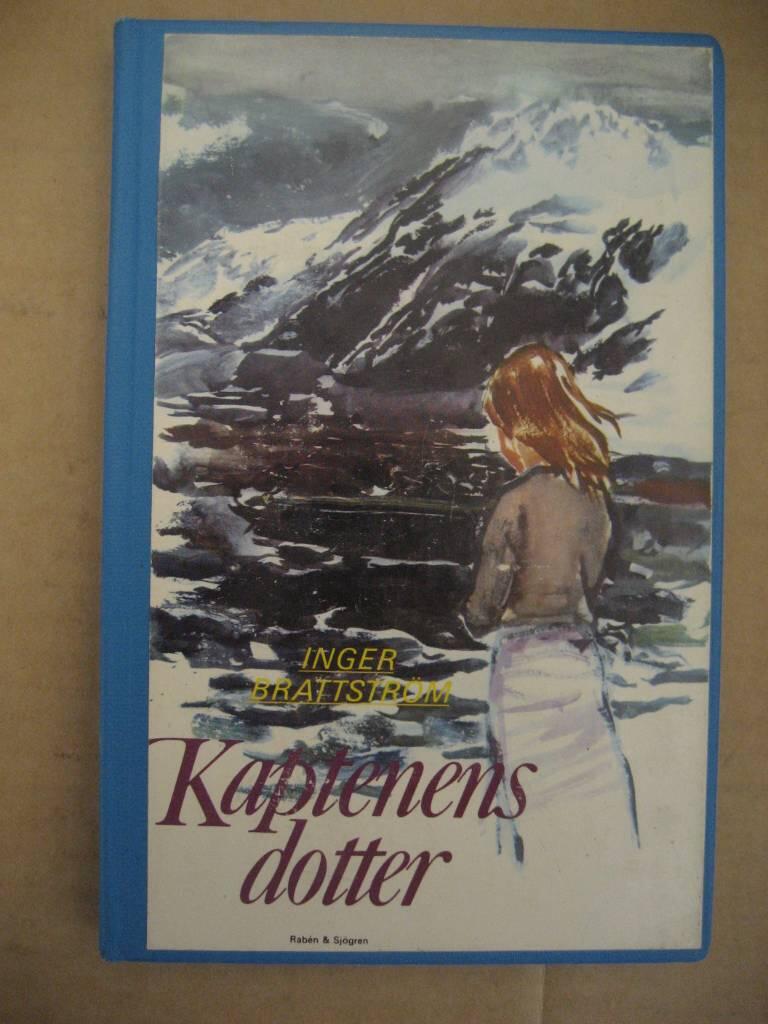 INGER
BRATTSTRÖM
Kaptenens
dotter
Rabén & Sjögren